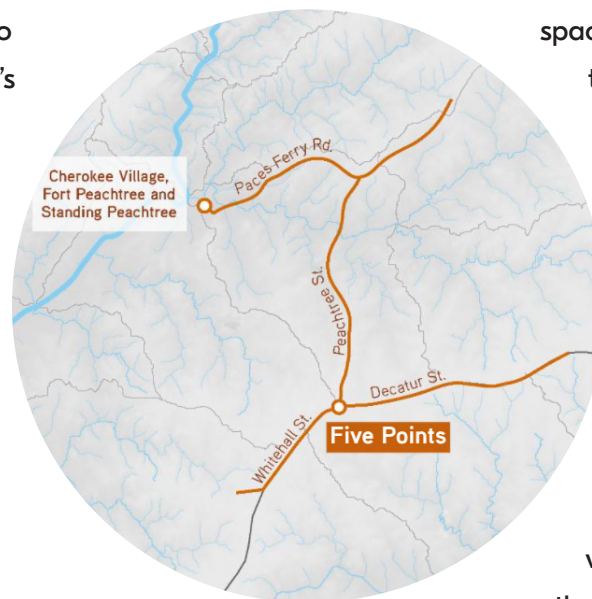 o
's
spac
t
Cherokee Village,
Fort Peachtree and
Standing Peachtree
Paces Ferry Rd.
Peachtree St.
Decatur St.
Whitehall St.
Five Points